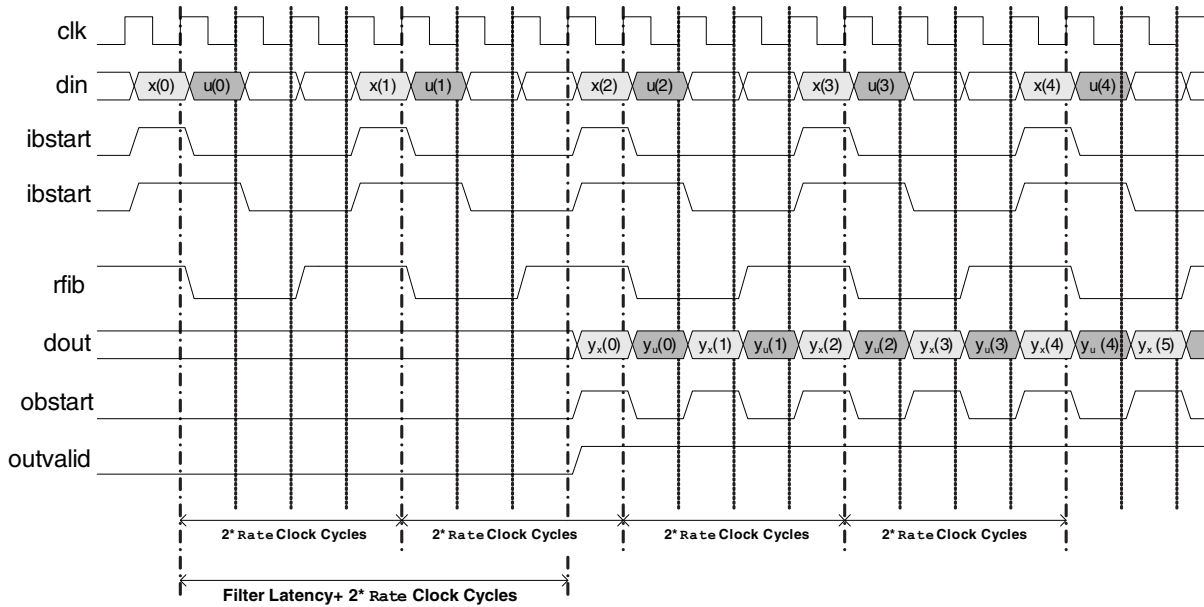 clk
din x(0) u(0) x(1) u(1) x(2) u(2) x(3) u(3) x(4) u(4)
ibstart
ibstart
rfib
dout yx(0) yu(0) yx(1) yu(1) yx(2) yu(2) yx(3) yu(3) yx(4) yu (4) yx(5)
obstart
outvalid
2* Rate Clock Cycles 2* Rate Clock Cycles 2* Rate Clock Cycles 2* Rate Clock Cycles
Filter Latency+ 2* Rate Clock Cycles